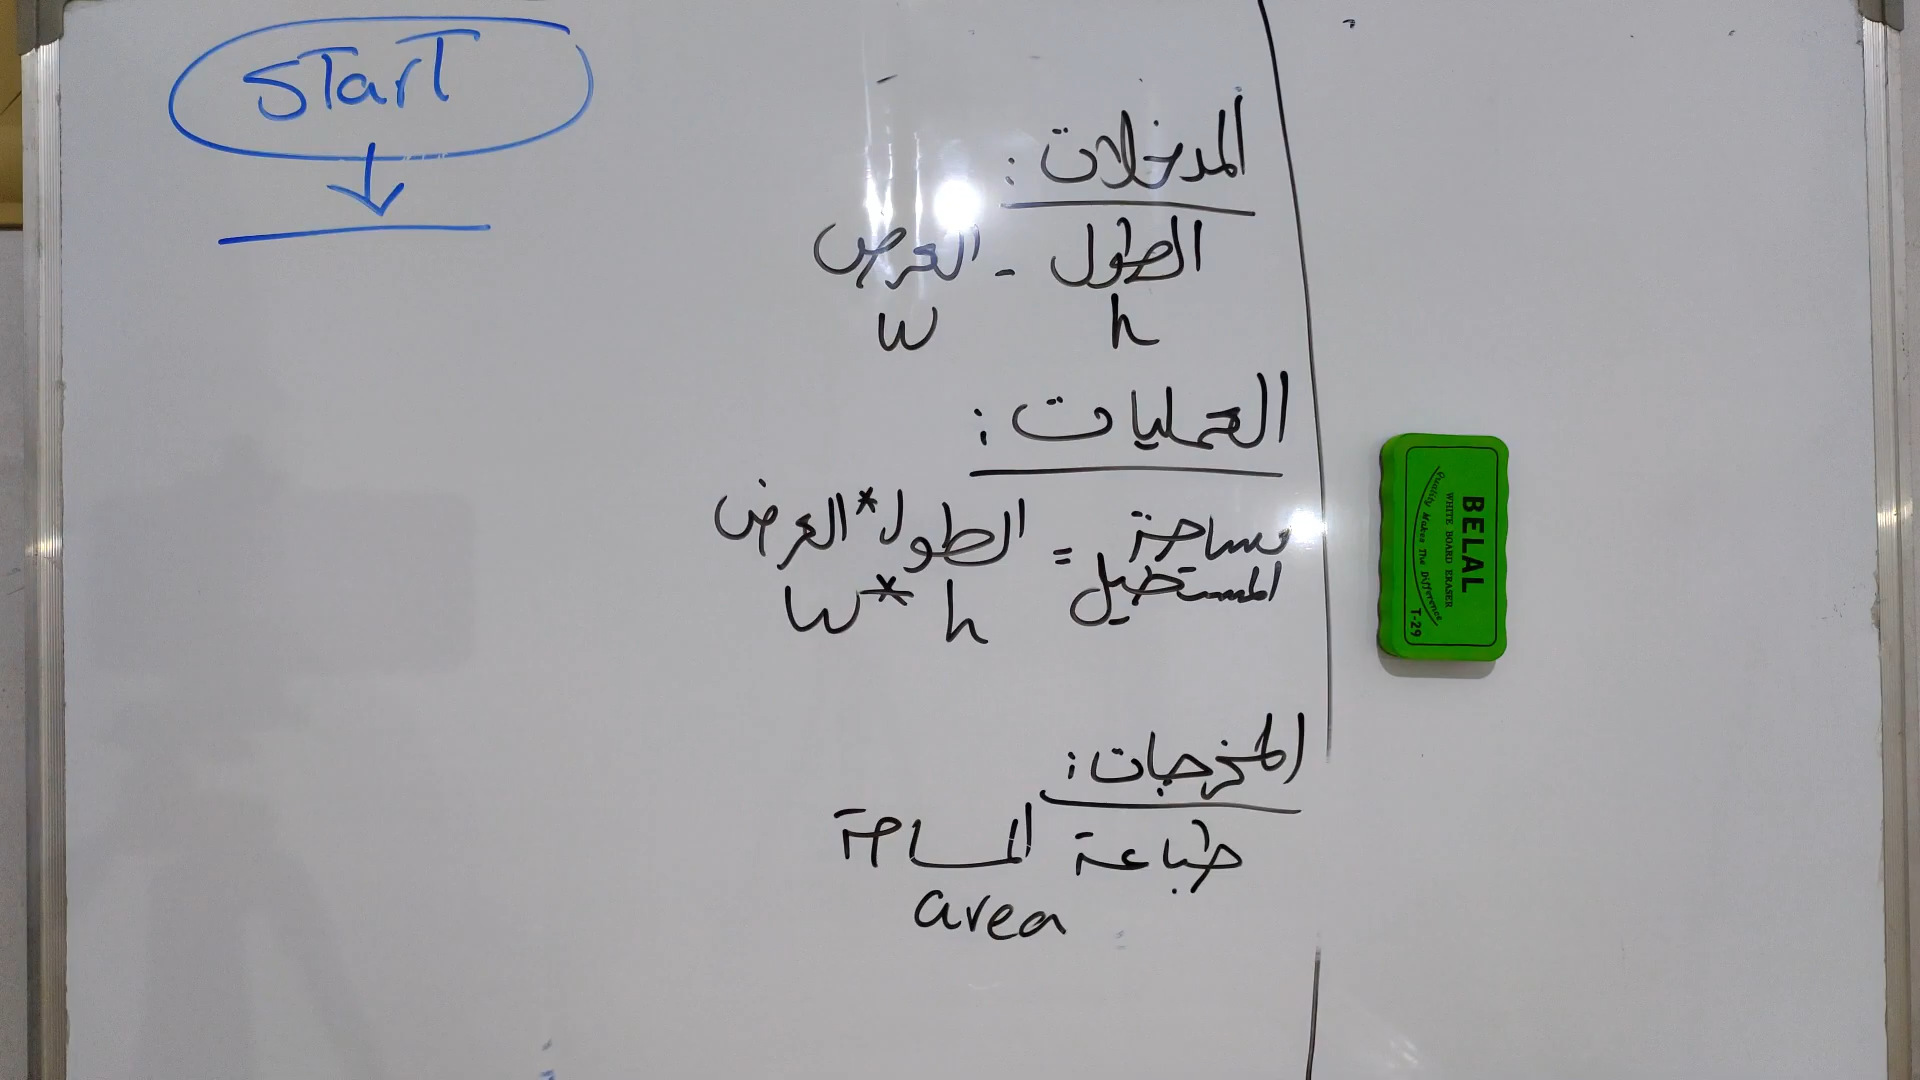 START
المدخلات:
الطول - العرض
h w
العمليات:
مساحة المستطيل = الطول * العرض
w * h
المخرجات:
طباعة المساحة
area
BELAL
WHITE BOARD ERASER
Quality Makes The Difference
T-29